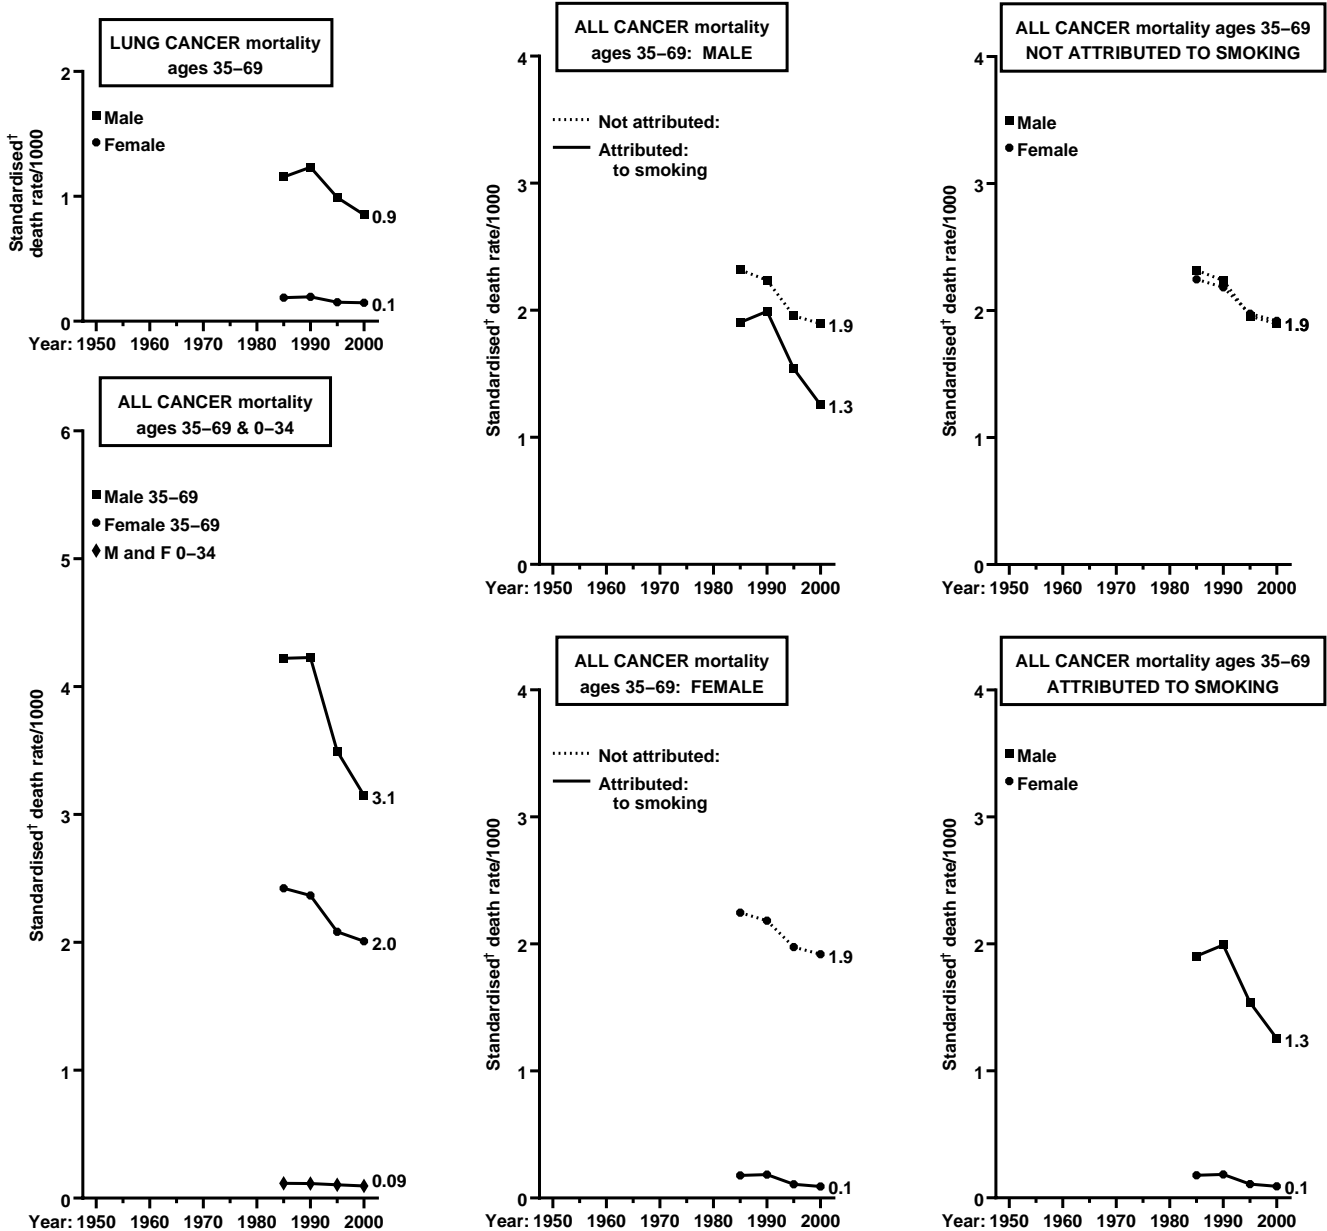 LUNG CANCER mortality
ages 35–69
2
1
0
Standardised†
death rate/1000
Male
Female
0.9
0.1
Year: 1950 1960 1970 1980 1990 2000
ALL CANCER mortality
ages 35–69 & 0–34
6
5
4
3
2
1
0
Standardised† death rate/1000
Male 35–69
Female 35–69
M and F 0–34
3.1
2.0
0.09
Year: 1950 1960 1970 1980 1990 2000
ALL CANCER mortality
ages 35–69: MALE
4
3
2
1
0
Standardised† death rate/1000
Not attributed:
Attributed:
to smoking
1.9
1.3
Year: 1950 1960 1970 1980 1990 2000
ALL CANCER mortality
ages 35–69: FEMALE
4
3
2
1
0
Standardised† death rate/1000
Not attributed:
Attributed:
to smoking
1.9
0.1
Year: 1950 1960 1970 1980 1990 2000
ALL CANCER mortality ages 35–69
NOT ATTRIBUTED TO SMOKING
4
3
2
1
0
Standardised† death rate/1000
Male
Female
1.9
Year: 1950 1960 1970 1980 1990 2000
ALL CANCER mortality ages 35–69
ATTRIBUTED TO SMOKING
4
3
2
1
0
Standardised† death rate/1000
Male
Female
1.3
0.1
Year: 1950 1960 1970 1980 1990 2000